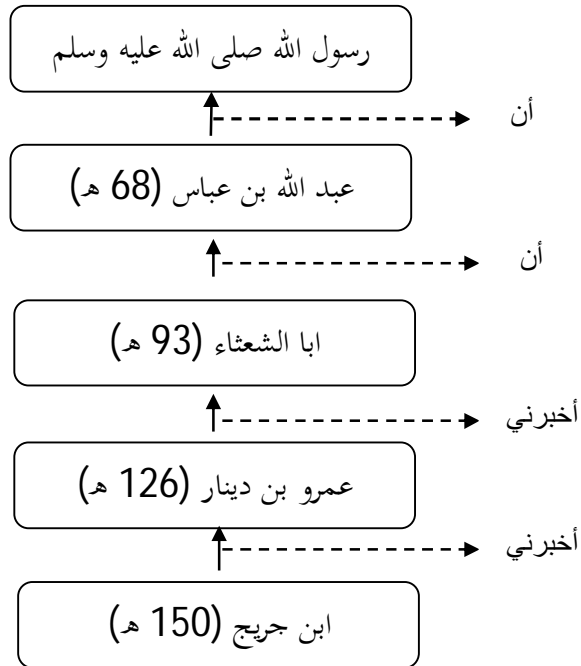 رسول الله صلى الله عليه وسلم
أن
عبد الله بن عباس (68 هـ)
أن
ابا الشعثاء (93 هـ)
أخبرني
عمرو بن دينار (126 هـ)
أخبرني
ابن جريج (150 هـ)